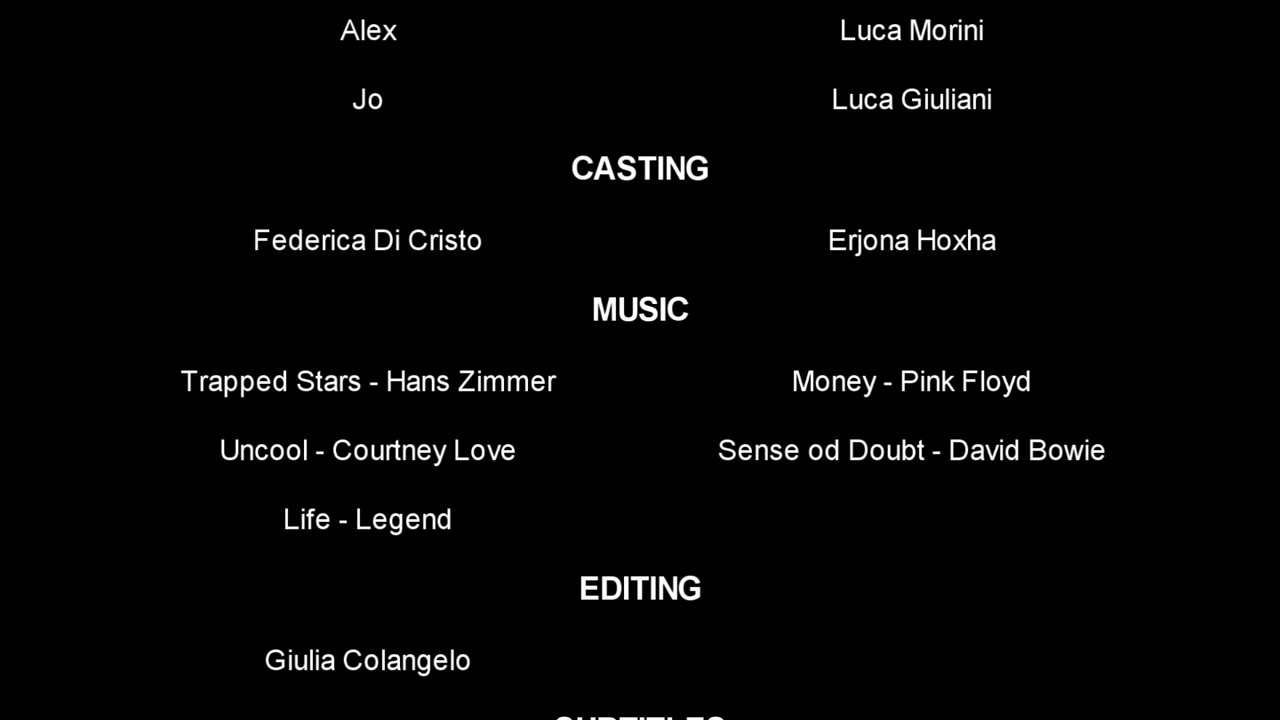 Alex Luca Morini
Jo Luca Giuliani
CASTING
Federica Di Cristo Erjona Hoxha
MUSIC
Trapped Stars - Hans Zimmer Money - Pink Floyd
Uncool - Courtney Love Sense od Doubt - David Bowie
Life - Legend
EDITING
Giulia Colangelo
SUBTITLES